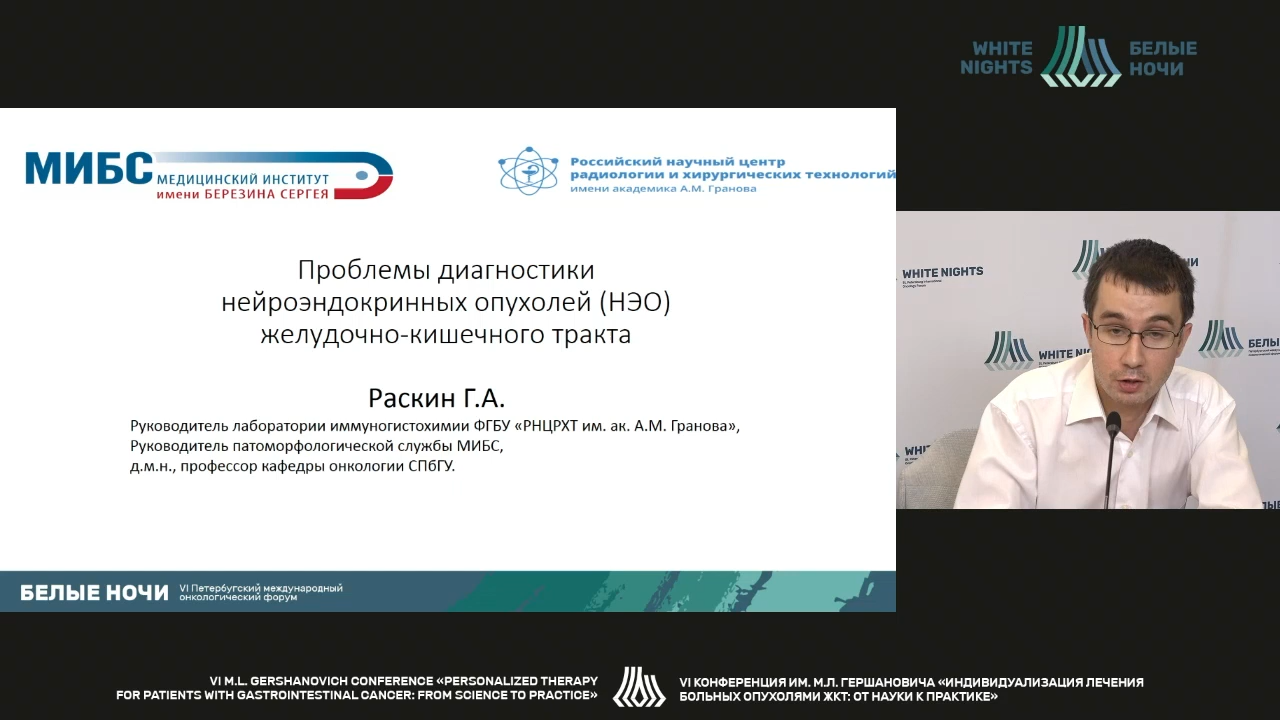 WHITE
NIGHTS
БЕЛЫЕ
НОЧИ
МИБС
МЕДИЦИНСКИЙ ИНСТИТУТ
имени БЕРЕЗИНА СЕРГЕЯ
Российский научный центр
радиологии и хирургических технологий
имени академика А.М. Гранова
Проблемы диагностики
нейроэндокринных опухолей (НЭО)
желудочно-кишечного тракта
Раскин Г.А.
Руководитель лаборатории иммуногистохимии ФГБУ «РНЦРХТ им. ак. А.М. Гранова»,
Руководитель патоморфологической службы МИБС,
д.м.н., профессор кафедры онкологии СПбГУ.
WHITE NIGHTS
WHITE
БЕЛЫЕ НОЧИ
VI Петербугский международный
онкологический форум
VI M.L. GERSHANOVICH CONFERENCE «PERSONALIZED THERAPY
FOR PATIENTS WITH GASTROINTESTINAL CANCER: FROM SCIENCE TO PRACTICE»
VI КОНФЕРЕНЦИЯ ИМ. М.Л. ГЕРШАНОВИЧА «ИНДИВИДУАЛИЗАЦИЯ ЛЕЧЕНИЯ
БОЛЬНЫХ ОПУХОЛЯМИ ЖКТ: ОТ НАУКИ К ПРАКТИКЕ»